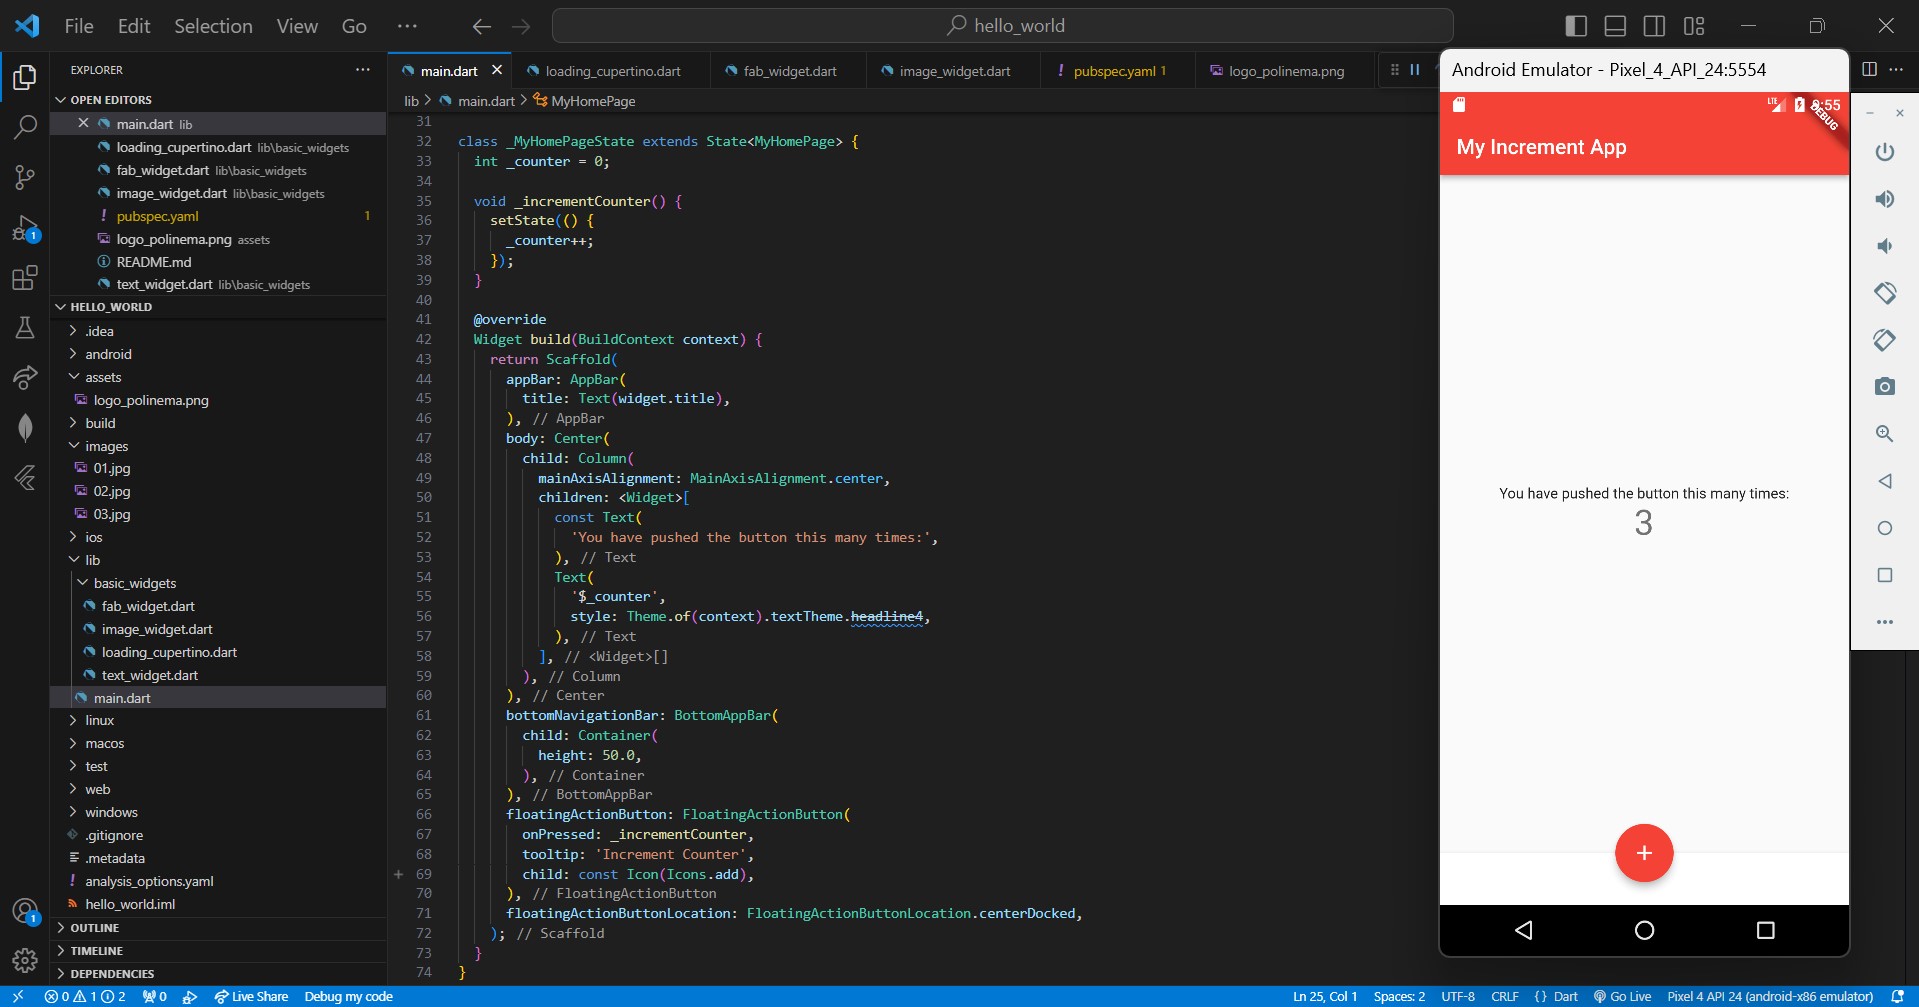 File Edit Selection View Go ···
hello_world
EXPLORER ···
OPEN EDITORS
main.dart lib
loading_cupertino.dart lib\basic_widgets
fab_widget.dart lib\basic_widgets
image_widget.dart lib\basic_widgets
! pubspec.yaml 1
logo_polinema.png assets
README.md
text_widget.dart lib\basic_widgets
HELLO_WORLD
.idea
android
assets
logo_polinema.png
build
images
01.jpg
02.jpg
03.jpg
ios
lib
basic_widgets
fab_widget.dart
image_widget.dart
loading_cupertino.dart
text_widget.dart
main.dart
linux
macos
test
web
windows
.gitignore
.metadata
! analysis_options.yaml
hello_world.iml
OUTLINE
TIMELINE
DEPENDENCIES
1
1
main.dart loading_cupertino.dart fab_widget.dart image_widget.dart ! pubspec.yaml 1 logo_polinema.png
lib > main.dart > MyHomePage
31
32 class _MyHomePageState extends State<MyHomePage> {
33 int _counter = 0;
34
35 void _incrementCounter() {
36 setState(() {
37 _counter++;
38 });
39 }
40
41 @override
42 Widget build(BuildContext context) {
43 return Scaffold(
44 appBar: AppBar(
45 title: Text(widget.title),
46 ), // AppBar
47 body: Center(
48 child: Column(
49 mainAxisAlignment: MainAxisAlignment.center,
50 children: <Widget>[
51 const Text(
52 'You have pushed the button this many times:',
53 ), // Text
54 Text(
55 '$_counter',
56 style: Theme.of(context).textTheme.headline4,
57 ), // Text
58 ], // <Widget>[]
59 ), // Column
60 ), // Center
61 bottomNavigationBar: BottomAppBar(
62 child: Container(
63 height: 50.0,
64 ), // Container
65 ), // BottomAppBar
66 floatingActionButton: FloatingActionButton(
67 onPressed: _incrementCounter,
68 tooltip: 'Increment Counter',
69 child: const Icon(Icons.add),
70 ), // FloatingActionButton
71 floatingActionButtonLocation: FloatingActionButtonLocation.centerDocked,
72 ); // Scaffold
73 }
74 }
Android Emulator - Pixel_4_API_24:5554
LTE
DEBUG
My Increment App
You have pushed the button this many times:
3
+
0 1 2 0 Live Share Debug my code Ln 25, Col 1 Spaces: 2 UTF-8 CRLF {} Dart Go Live Pixel 4 API 24 (android-x86 emulator)